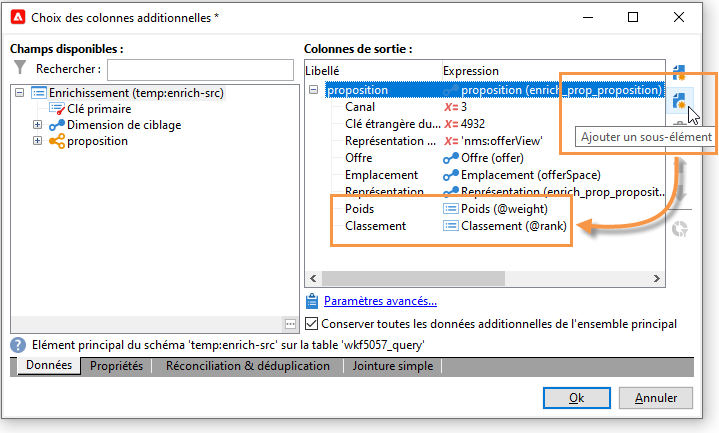 Choix des colonnes additionnelles *
Champs disponibles :
Rechercher :
Enrichissement (temp:enrich-src)
Clé primaire
Dimension de ciblage
proposition
Colonnes de sortie :
Libellé Expression
proposition proposition (enrich_prop_proposition)
Canal X= 3
Clé étrangère du... X= 4932
Représentation ... X= 'nms:offerView'
Offre Offre (offer)
Emplacement Emplacement (offerSpace)
Représentation Représentation (enrich_prop_proposit...
Poids Poids (@weight)
Classement Classement (@rank)
Ajouter un sous-élément
Paramètres avancés...
Conserver toutes les données additionnelles de l'ensemble principal
Elément principal du schéma 'temp:enrich-src' sur la table 'wkf5057_query'
Données Propriétés Réconciliation & déduplication Jointure simple
Ok Annuler